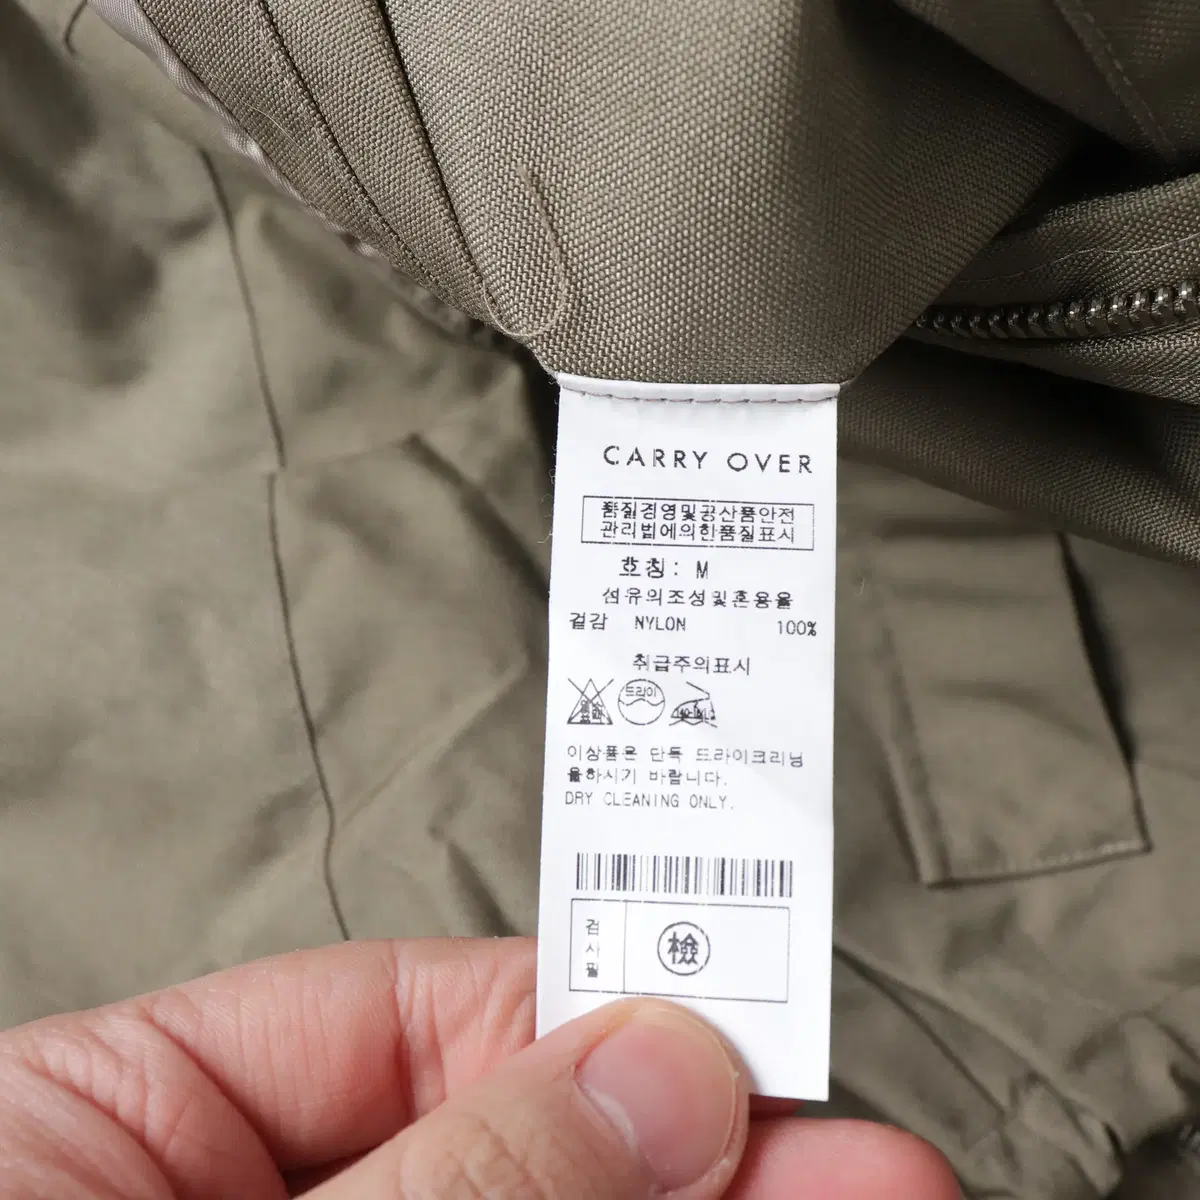 CARRY OVER
품질경영및공산품안전
관리법에의한품질표시
호칭: M
섬유의조성및혼용율
겉감 NYLON 100%
취급주의표시
드라이
이상품은 단독 드라이크리닝
을하시기 바랍니다.
DRY CLEANING ONLY.
검사필
檢